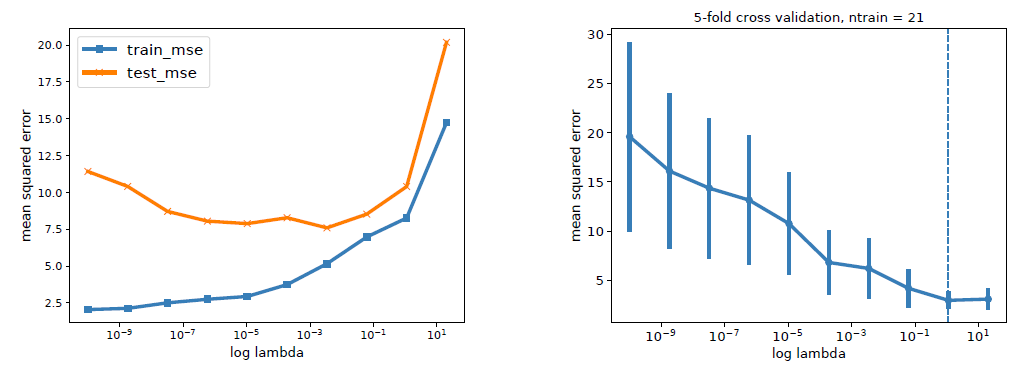 train_mse
test_mse
mean squared error
20.0
17.5
15.0
12.5
10.0
7.5
5.0
2.5
10⁻⁹ 10⁻⁷ 10⁻⁵ 10⁻³ 10⁻¹ 10¹
log lambda
5-fold cross validation, ntrain = 21
mean squared error
30
25
20
15
10
5
10⁻⁹ 10⁻⁷ 10⁻⁵ 10⁻³ 10⁻¹ 10¹
log lambda